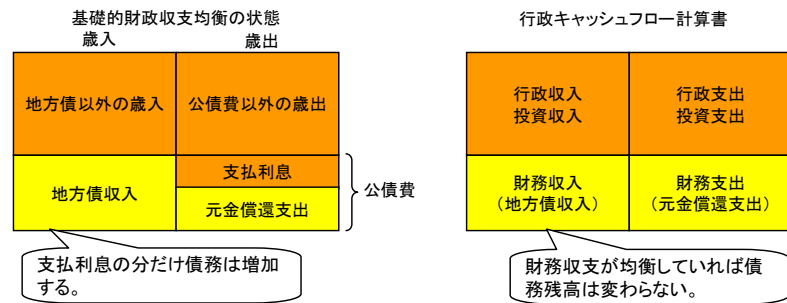 基礎的財政収支均衡の状態
歳入
歳出
地方債以外の歳入
公債費以外の歳出
地方債収入
支払利息
元金償還支出
公債費
支払利息の分だけ債務は増加
する。
行政キャッシュフロー計算書
行政収入
投資収入
行政支出
投資支出
財務収入
(地方債収入)
財務支出
(元金償還支出)
財務収支が均衡していれば債
務残高は変わらない。